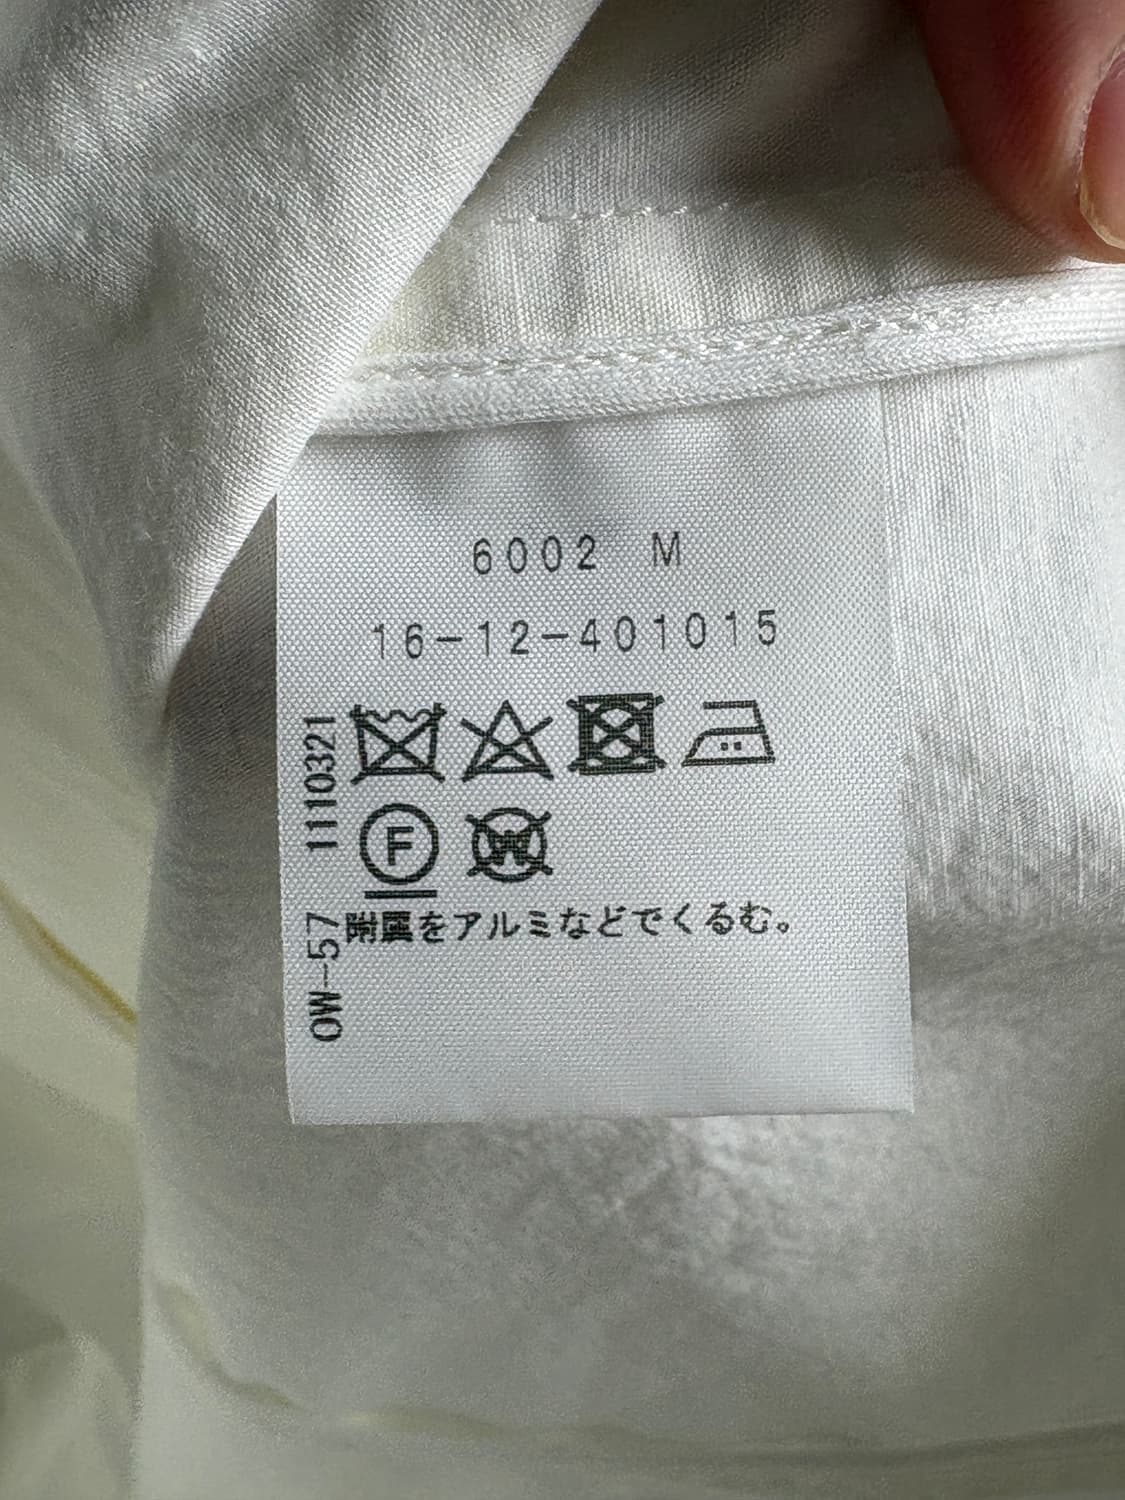 6002 M
16-12-401015
1110321
F
W
OW-57
附属をアルミなどでくるむ。